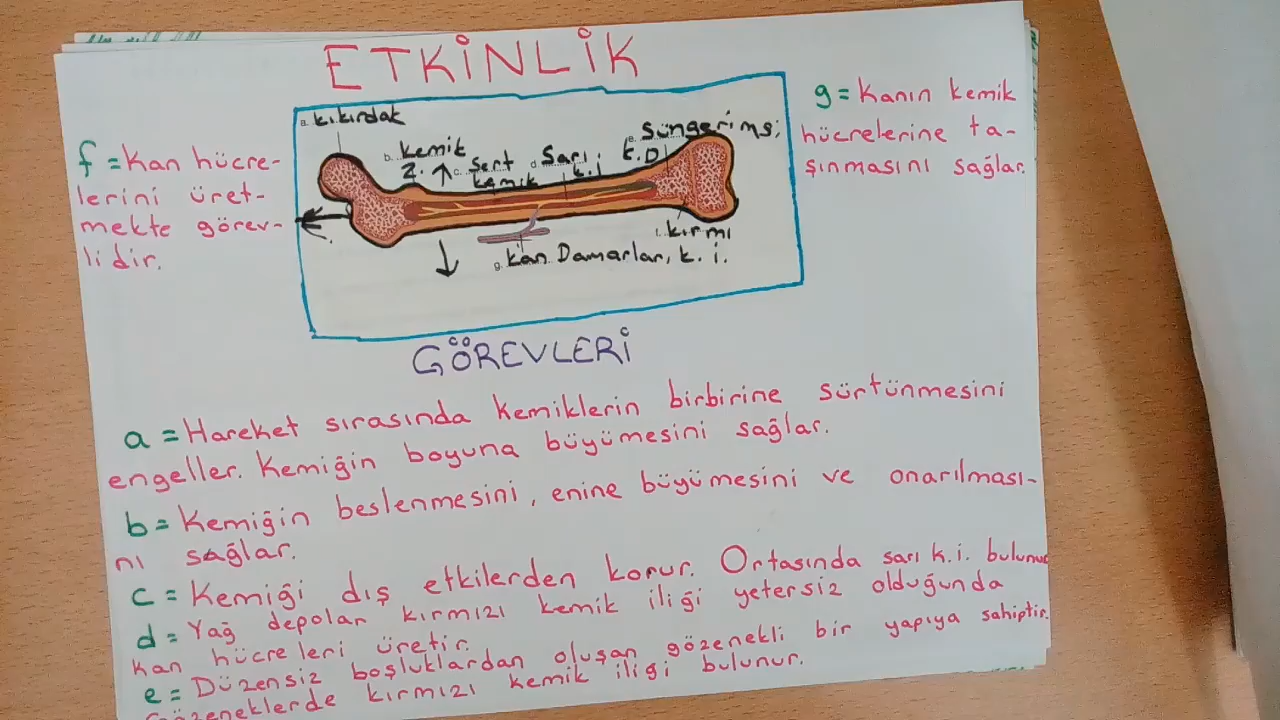 ETKİNLİK
f = Kan hücre-
lerini üret-
mekte görev-
lidir.
a. kıkırdak
b. kemik
z.
c. Sert
kemik
d. Sarı
k.i
e. süngerimsi
k.D
f. kırmı
g. kan Damarları, k. i.
g = Kanın kemik
hücrelerine ta-
şınmasını sağlar.
GÖREVLERİ
a = Hareket sırasında kemiklerin birbirine sürtünmesini
engeller. Kemiğin boyuna büyümesini sağlar.
b = Kemiğin beslenmesini, enine büyümesini ve onarılması-
nı sağlar.
c = Kemiği dış etkilerden korur. Ortasında sarı k.i. bulunur
d = Yağ depolar kırmızı kemik iliği yetersiz olduğunda
kan hücreleri üretir.
e = Düzensiz boşluklardan oluşan gözenekli bir yapıya sahiptir.
Gözeneklerde kırmızı kemik iliği bulunur.